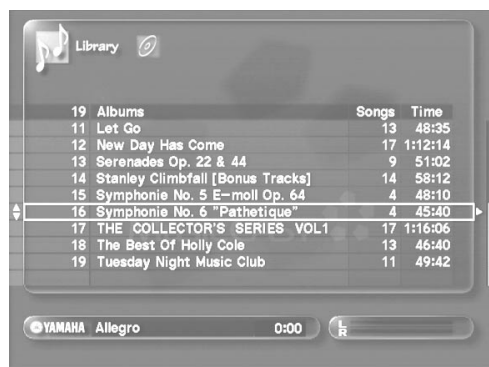 Library
19 Albums Songs Time
11 Let Go 13 48:35
12 New Day Has Come 17 1:12:14
13 Serenades Op. 22 & 44 9 51:02
14 Stanley Climbfall [Bonus Tracks] 14 58:12
15 Symphonie No. 5 E-moll Op. 64 4 48:10
16 Symphonie No. 6 "Pathetique" 4 45:40
17 THE COLLECTOR'S SERIES VOL1 17 1:16:06
18 The Best Of Holly Cole 13 46:40
19 Tuesday Night Music Club 11 49:42
YAMAHA Allegro 0:00 L
R